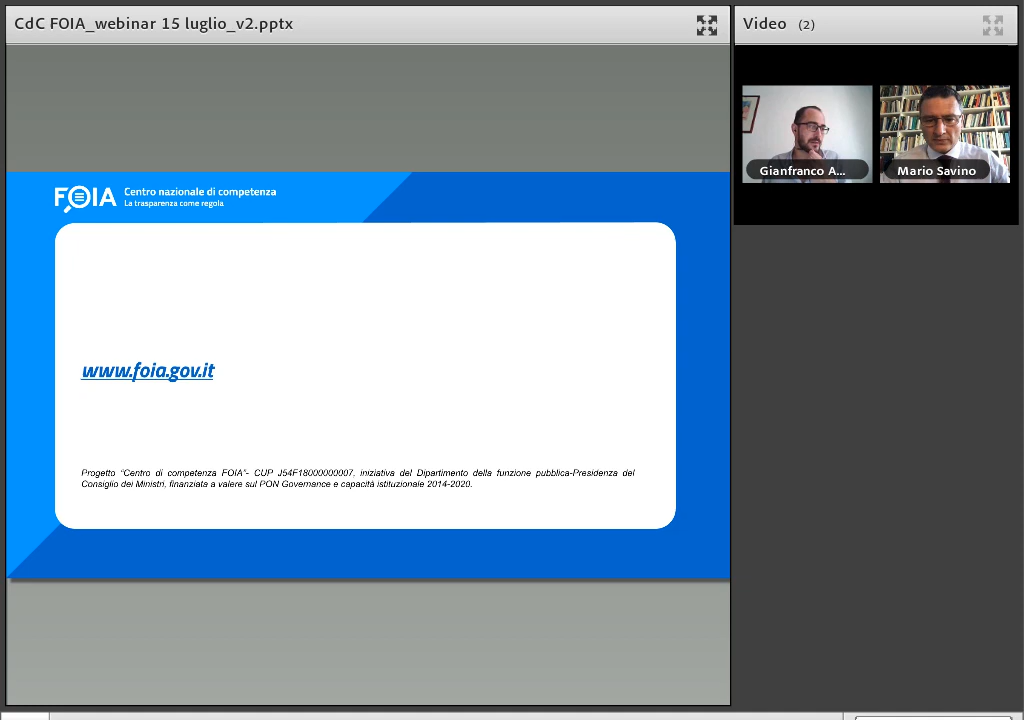 CdC FOIA_webinar 15 luglio_v2.pptx
Video (2)
Gianfranco A...
Mario Savino
FOIA
Centro nazionale di competenza
La trasparenza come regola
www.foia.gov.it
Progetto “Centro di competenza FOIA”- CUP J54F18000000007, iniziativa del Dipartimento della funzione pubblica-Presidenza del
Consiglio dei Ministri, finanziata a valere sul PON Governance e capacità istituzionale 2014-2020.